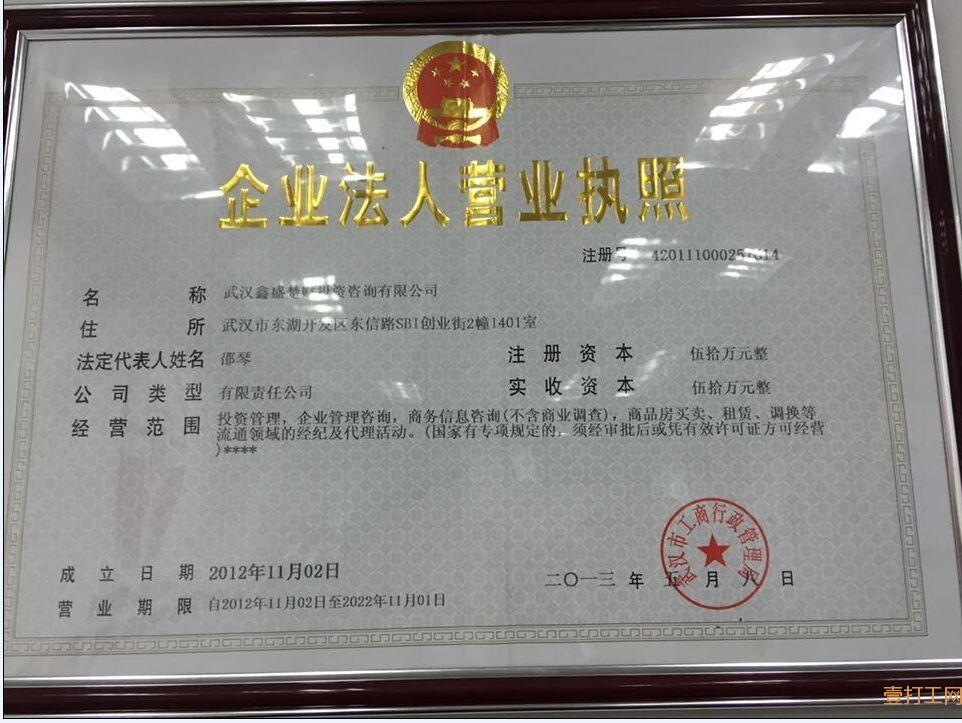 企业法人营业执照
注册号 420111000257614
名称 武汉鑫盛楚 投资咨询有限公司
住所 武汉市东湖开发区东信路SBI创业街2幢1401室
法定代表人姓名 邵琴
注册资本 伍拾万元整
公司类型 有限责任公司
实收资本 伍拾万元整
经营范围 投资管理，企业管理咨询，商务信息咨询(不含商业调查)，商品房买卖、租赁、调换等
流通领域的经纪及代理活动。(国家有专项规定的，须经审批后或凭有效许可证方可经营
)****
武汉市工商行政管理局
成立日期 2012年11月02日
二〇一三年五月八日
营业期限 自2012年11月02日至2022年11月01日
壹打工网